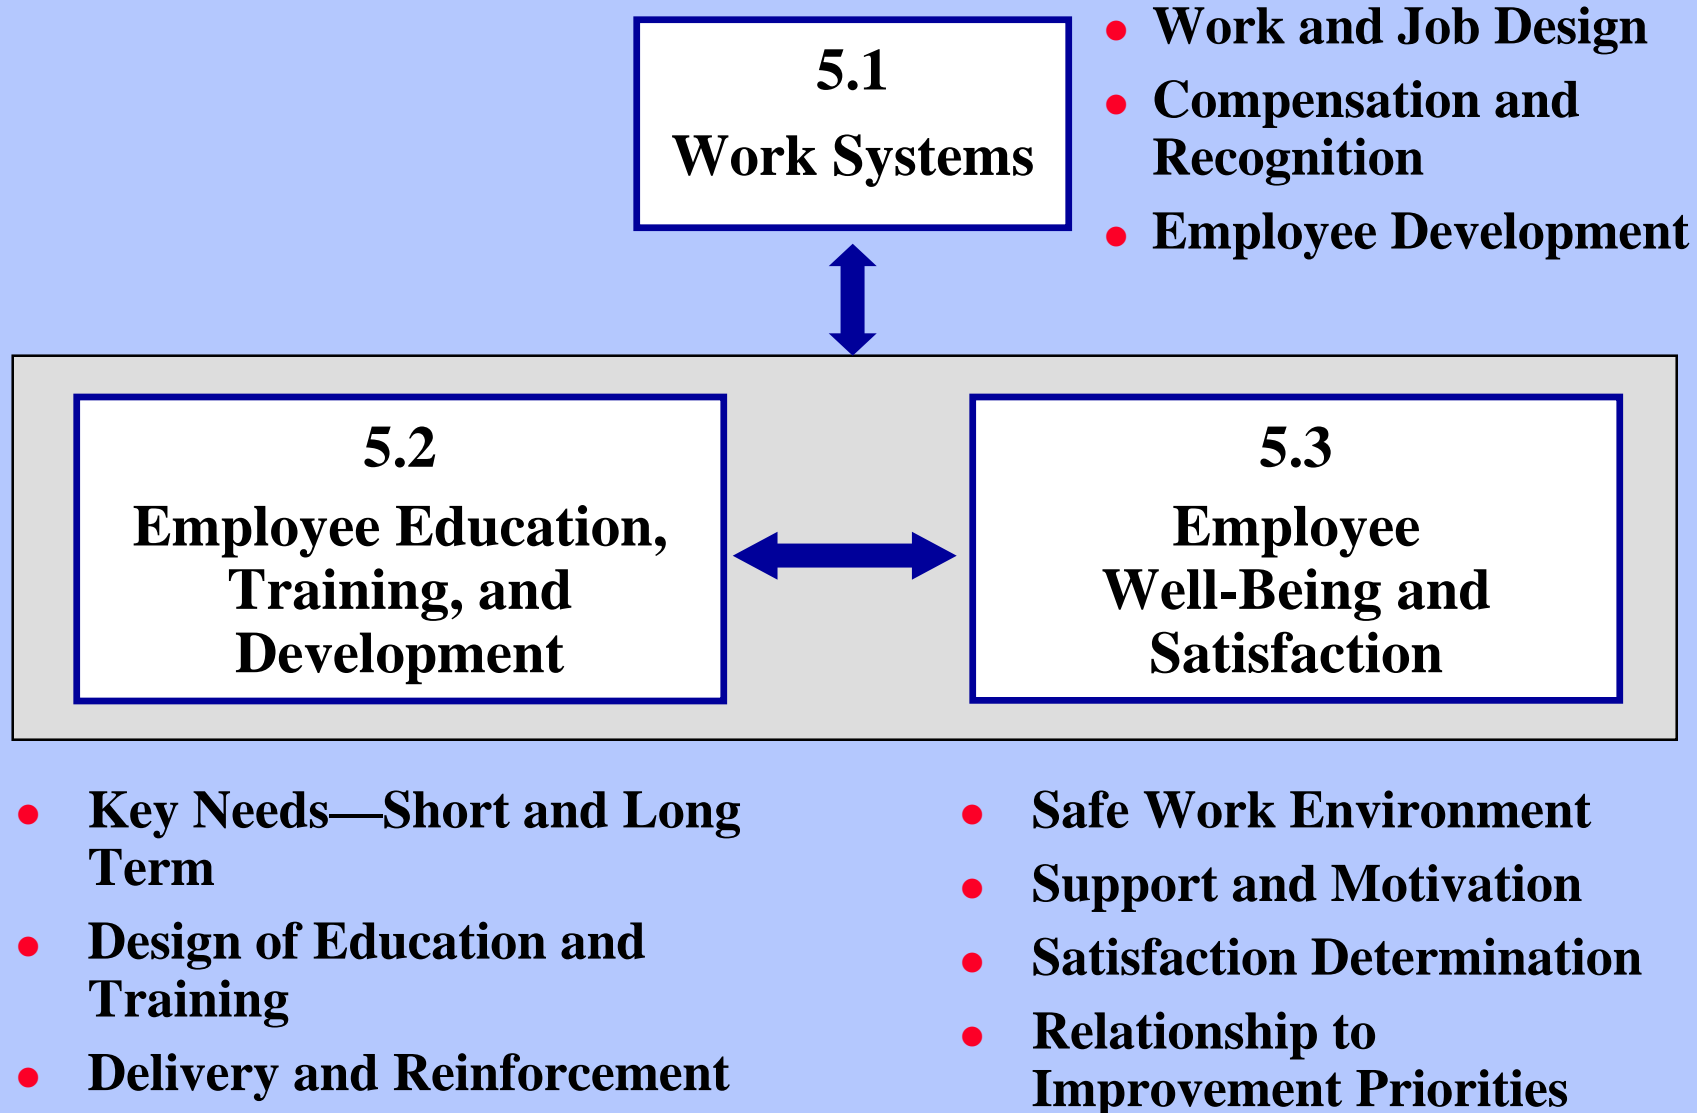 5.1
Work Systems
● Work and Job Design
● Compensation and
Recognition
● Employee Development
5.2
Employee Education,
Training, and
Development
5.3
Employee
Well-Being and
Satisfaction
● Key Needs—Short and Long
Term
● Design of Education and
Training
● Delivery and Reinforcement
● Safe Work Environment
● Support and Motivation
● Satisfaction Determination
● Relationship to
Improvement Priorities